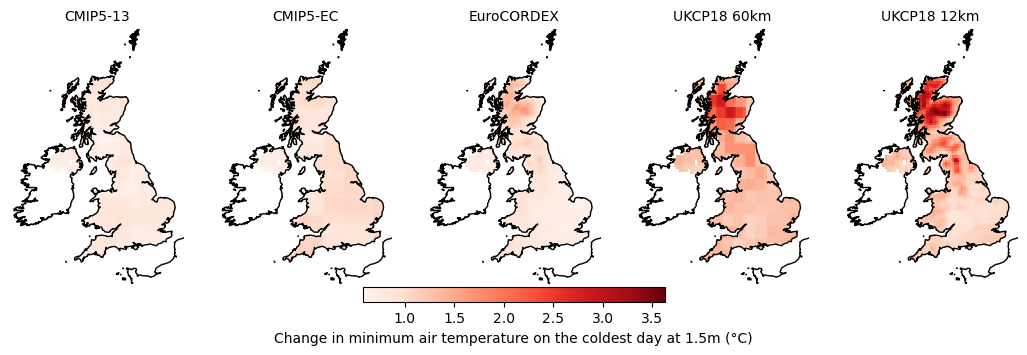 CMIP5-13 CMIP5-EC EuroCORDEX UKCP18 60km UKCP18 12km
1.0 1.5 2.0 2.5 3.0 3.5
Change in minimum air temperature on the coldest day at 1.5m (°C)